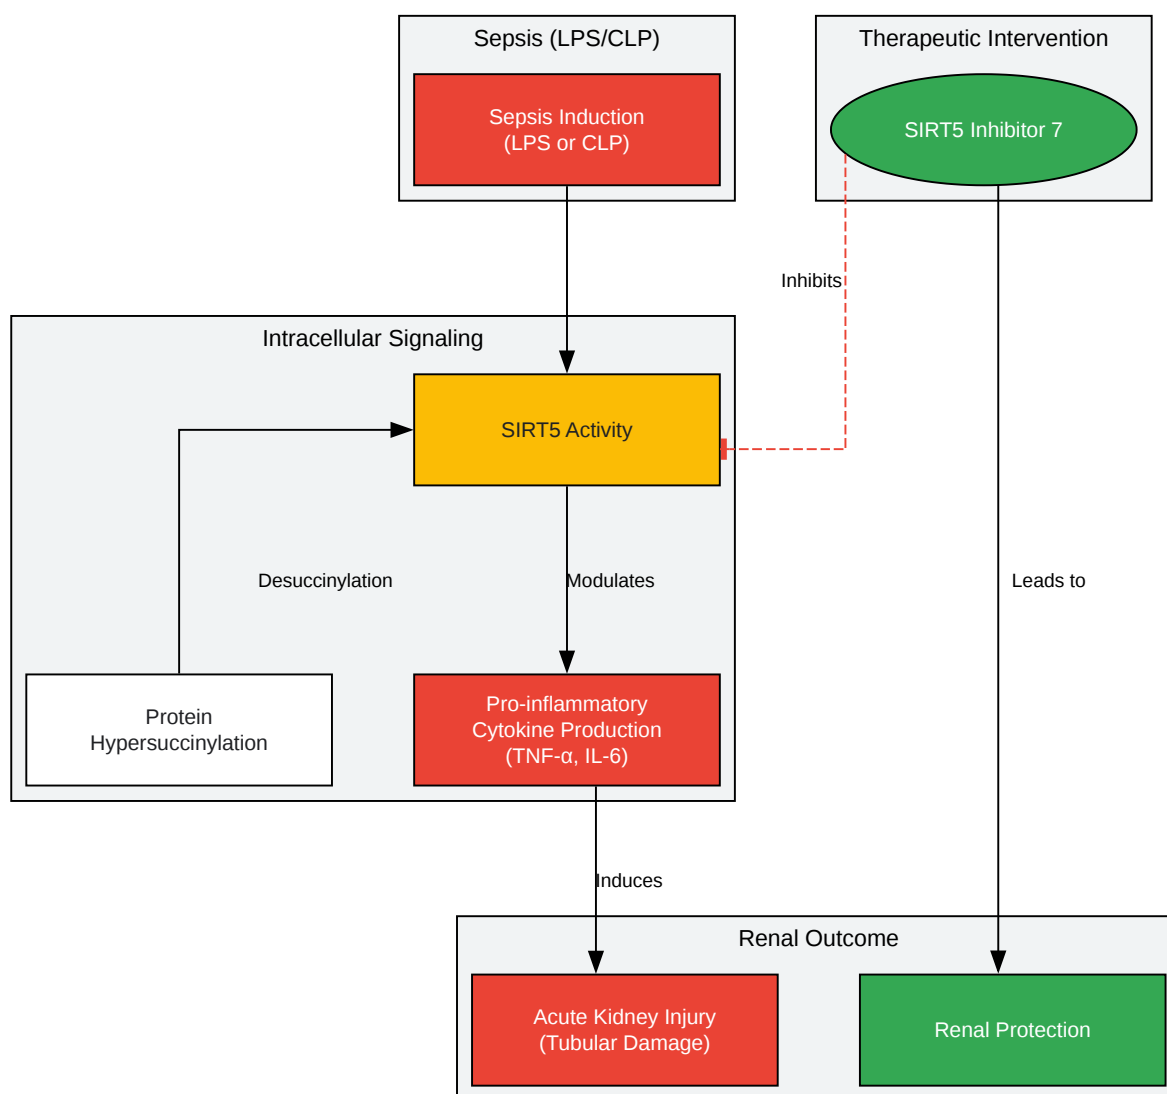 Sepsis (LPS/CLP)
Therapeutic Intervention
Sepsis Induction
(LPS or CLP)
SIRT5 Inhibitor 7
Inhibits
Intracellular Signaling
SIRT5 Activity
Desuccinylation
Modulates
Leads to
Protein
Hypersuccinylation
Pro-inflammatory
Cytokine Production
(TNF-α, IL-6)
Induces
Renal Outcome
Acute Kidney Injury
(Tubular Damage)
Renal Protection